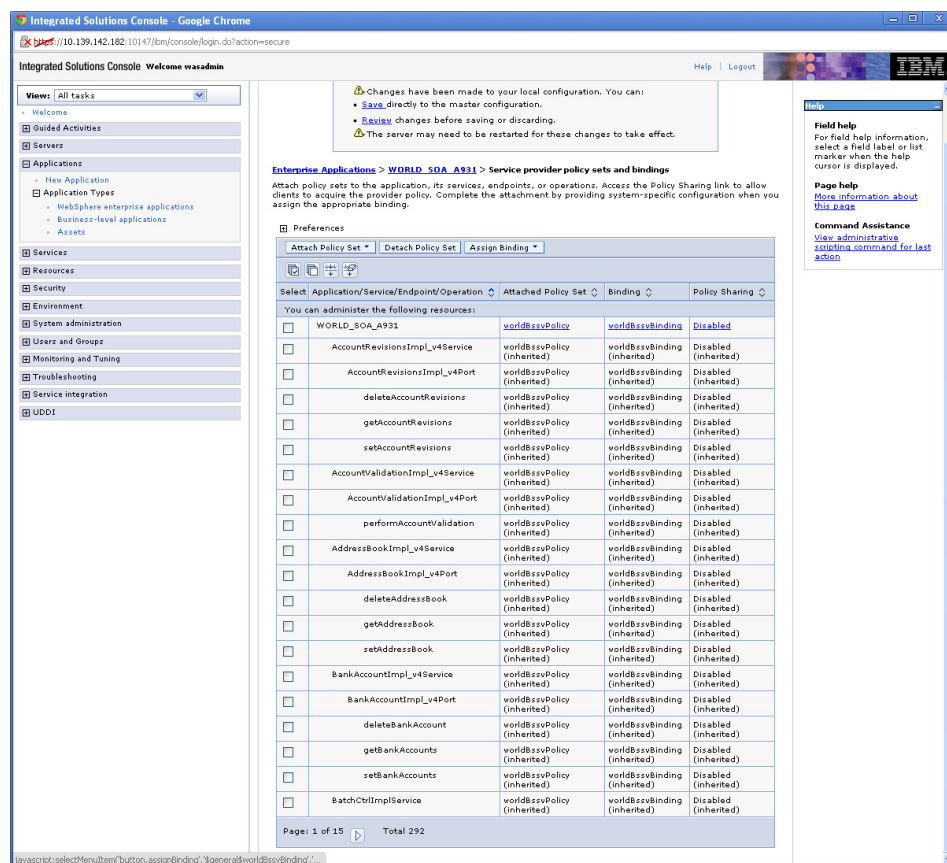 Integrated Solutions Console - Google Chrome
https://10.139.142.182:10147/ibm/console/login.do?action=secure
Integrated Solutions Console Welcome wasadmin
Help | Logout
IBM
View: All tasks
Welcome
Guided Activities
Servers
Applications
New Application
Application Types
WebSphere enterprise applications
Business-level applications
Assets
Services
Resources
Security
Environment
System administration
Users and Groups
Monitoring and Tuning
Troubleshooting
Service integration
UDDI
Changes have been made to your local configuration. You can:
• Save directly to the master configuration.
• Review changes before saving or discarding.
The server may need to be restarted for these changes to take effect.
Enterprise Applications > WORLD_SOA_A931 > Service provider policy sets and bindings
Attach policy sets to the application, its services, endpoints, or operations. Access the Policy Sharing link to allow
clients to acquire the provider policy. Complete the attachment by providing system-specific configuration when you
assign the appropriate binding.
Preferences
Attach Policy Set Detach Policy Set Assign Binding
Select Application/Service/Endpoint/Operation Attached Policy Set Binding Policy Sharing
You can administer the following resources:
WORLD_SOA_A931 worldBssvPolicy worldBssvBinding Disabled
AccountRevisionsImpl_v4Service worldBssvPolicy worldBssvBinding Disabled
(inherited) (inherited) (inherited)
AccountRevisionsImpl_v4Port worldBssvPolicy worldBssvBinding Disabled
(inherited) (inherited) (inherited)
deleteAccountRevisions worldBssvPolicy worldBssvBinding Disabled
(inherited) (inherited) (inherited)
getAccountRevisions worldBssvPolicy worldBssvBinding Disabled
(inherited) (inherited) (inherited)
setAccountRevisions worldBssvPolicy worldBssvBinding Disabled
(inherited) (inherited) (inherited)
AccountValidationImpl_v4Service worldBssvPolicy worldBssvBinding Disabled
(inherited) (inherited) (inherited)
AccountValidationImpl_v4Port worldBssvPolicy worldBssvBinding Disabled
(inherited) (inherited) (inherited)
performAccountValidation worldBssvPolicy worldBssvBinding Disabled
(inherited) (inherited) (inherited)
AddressBookImpl_v4Service worldBssvPolicy worldBssvBinding Disabled
(inherited) (inherited) (inherited)
AddressBookImpl_v4Port worldBssvPolicy worldBssvBinding Disabled
(inherited) (inherited) (inherited)
deleteAddressBook worldBssvPolicy worldBssvBinding Disabled
(inherited) (inherited) (inherited)
getAddressBook worldBssvPolicy worldBssvBinding Disabled
(inherited) (inherited) (inherited)
setAddressBook worldBssvPolicy worldBssvBinding Disabled
(inherited) (inherited) (inherited)
BankAccountImpl_v4Service worldBssvPolicy worldBssvBinding Disabled
(inherited) (inherited) (inherited)
BankAccountImpl_v4Port worldBssvPolicy worldBssvBinding Disabled
(inherited) (inherited) (inherited)
deleteBankAccount worldBssvPolicy worldBssvBinding Disabled
(inherited) (inherited) (inherited)
getBankAccounts worldBssvPolicy worldBssvBinding Disabled
(inherited) (inherited) (inherited)
setBankAccounts worldBssvPolicy worldBssvBinding Disabled
(inherited) (inherited) (inherited)
BatchCtrlImplService worldBssvPolicy worldBssvBinding Disabled
(inherited) (inherited) (inherited)
Page: 1 of 15 Total 292
Help
Field help
For field help information,
select a field label or list
marker when the help
cursor is displayed.
Page help
More information about
this page
Command Assistance
View administrative
scripting command for last
action
javascript:selectMenuItem('button.assignBinding','$general$worldBssvBinding','...